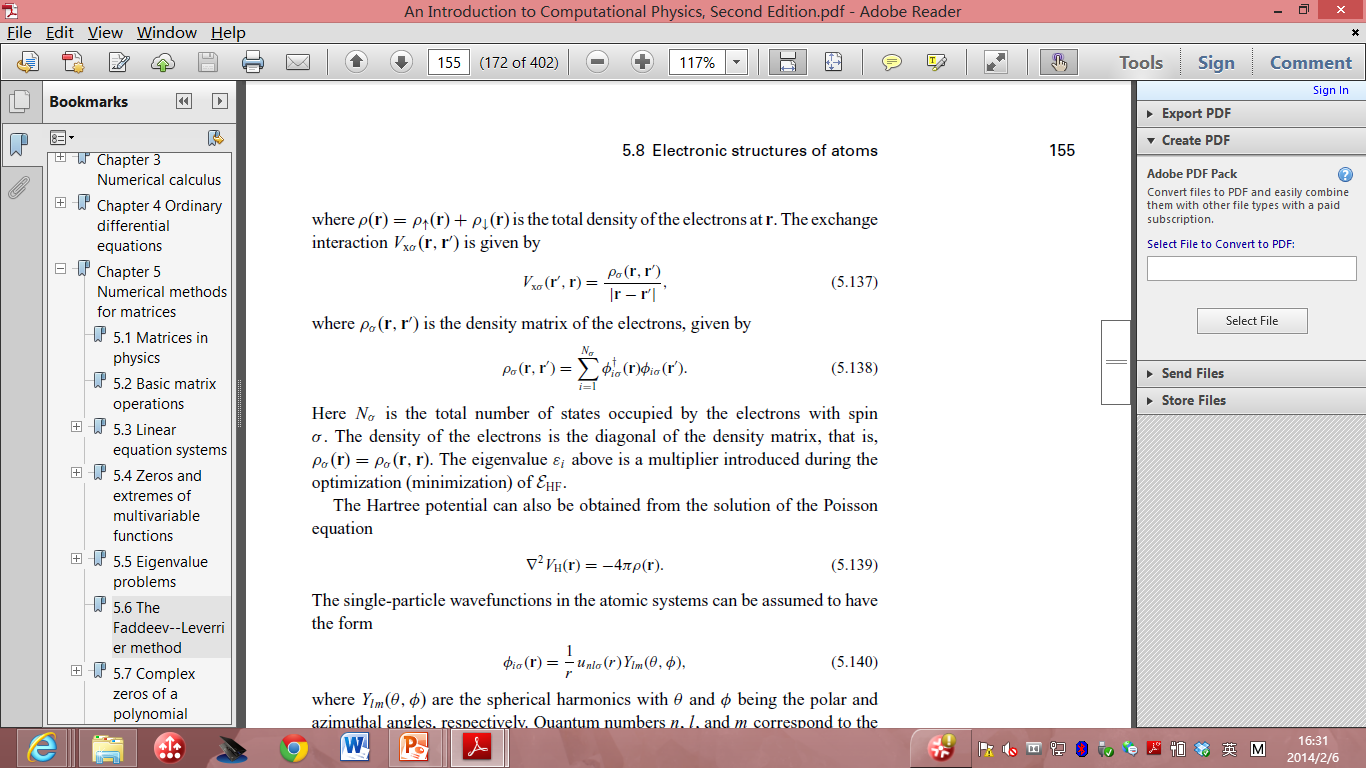 An Introduction to Computational Physics, Second Edition.pdf - Adobe Reader
File Edit View Window Help
155 (172 of 402) 117% Tools Sign Comment
Sign In
Bookmarks
Chapter 3
Numerical calculus
Chapter 4 Ordinary
differential
equations
Chapter 5
Numerical methods
for matrices
5.1 Matrices in
physics
5.2 Basic matrix
operations
5.3 Linear
equation systems
5.4 Zeros and
extremes of
multivariable
functions
5.5 Eigenvalue
problems
5.6 The
Faddeev--Leverri
er method
5.7 Complex
zeros of a
polynomial
5.8 Electronic structures of atoms 155
where ρ(r) = ρ↑(r) + ρ↓(r) is the total density of the electrons at r. The exchange
interaction Vxσ(r, r′) is given by
Vxσ(r′, r) = ρσ(r, r′) / |r − r′|, (5.137)
where ρσ(r, r′) is the density matrix of the electrons, given by
ρσ(r, r′) = ∑_{i=1}^{Nσ} φ†iσ(r)φiσ(r′). (5.138)
Here Nσ is the total number of states occupied by the electrons with spin
σ. The density of the electrons is the diagonal of the density matrix, that is,
ρσ(r) = ρσ(r, r). The eigenvalue εi above is a multiplier introduced during the
optimization (minimization) of ℰHF.
The Hartree potential can also be obtained from the solution of the Poisson
equation
∇²VH(r) = −4πρ(r). (5.139)
The single-particle wavefunctions in the atomic systems can be assumed to have
the form
φiσ(r) = 1/r unlσ(r)Ylm(θ, φ), (5.140)
where Ylm(θ, φ) are the spherical harmonics with θ and φ being the polar and
azimuthal angles, respectively. Quantum numbers n, l, and m correspond to the
Export PDF
Create PDF
Adobe PDF Pack
Convert files to PDF and easily combine
them with other file types with a paid
subscription.
Select File to Convert to PDF:
Select File
Send Files
Store Files
英 M
16:31
2014/2/6